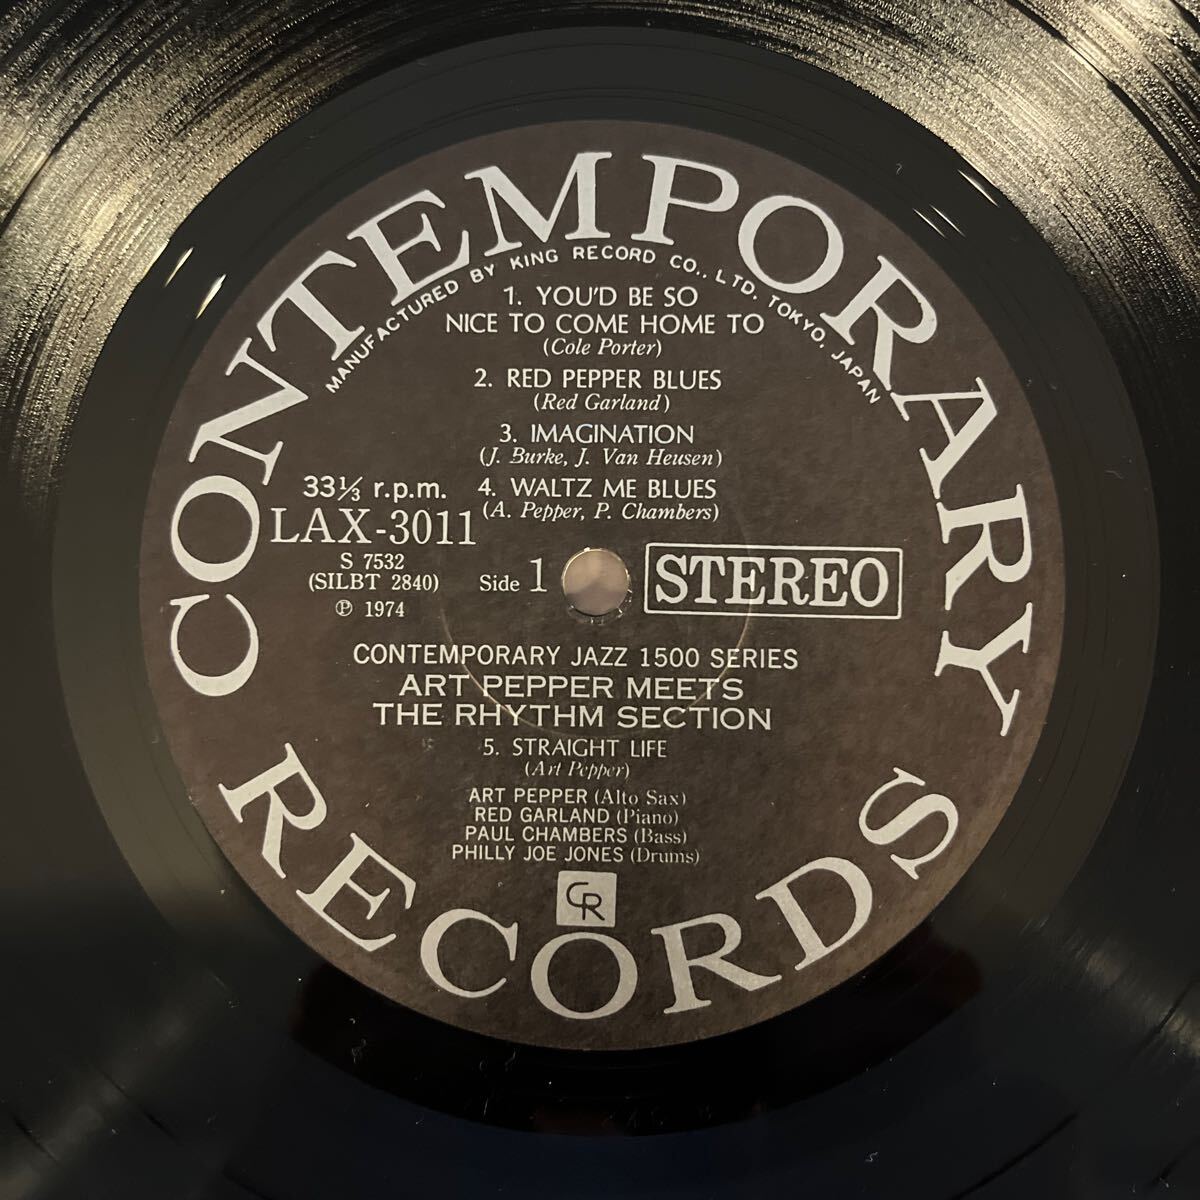 CONTEMPORARY
MANUFACTURED BY KING RECORD CO., LTD. TOKYO, JAPAN
1. YOU'D BE SO
NICE TO COME HOME TO
(Cole Porter)
2. RED PEPPER BLUES
(Red Garland)
3. IMAGINATION
(J. Burke, J. Van Heusen)
4. WALTZ ME BLUES
(A. Pepper, P. Chambers)
33⅓ r.p.m.
LAX-3011
S 7532
(SILBT 2840)
℗ 1974
Side 1
STEREO
CONTEMPORARY JAZZ 1500 SERIES
ART PEPPER MEETS
THE RHYTHM SECTION
5. STRAIGHT LIFE
(Art Pepper)
ART PEPPER (Alto Sax)
RED GARLAND (Piano)
PAUL CHAMBERS (Bass)
PHILLY JOE JONES (Drums)
CR
RECORDS